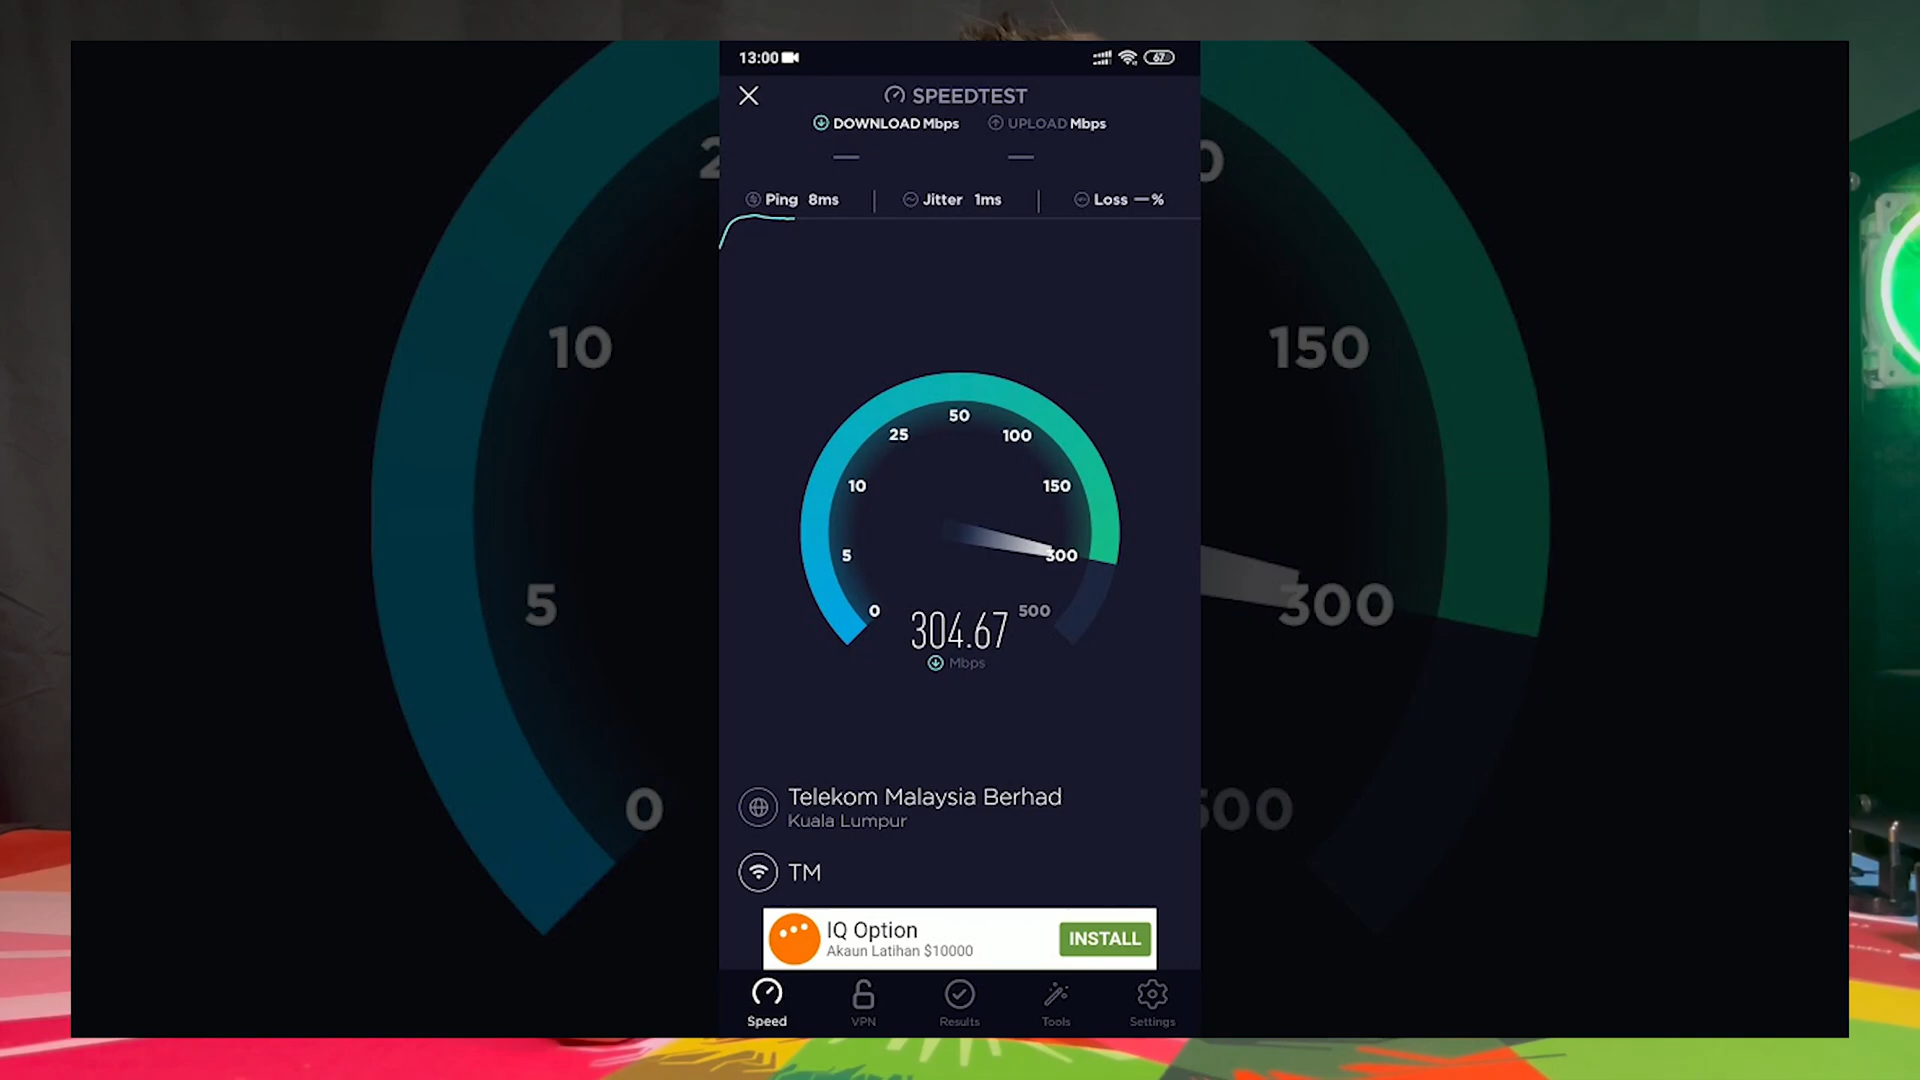 13:00
67
SPEEDTEST
DOWNLOAD Mbps
UPLOAD Mbps
Ping 8ms
Jitter 1ms
Loss — %
50
25
100
10
150
5
300
0
500
304.67
Mbps
Telekom Malaysia Berhad
Kuala Lumpur
TM
IQ Option
Akaun Latihan $10000
INSTALL
Speed
VPN
Results
Tools
Settings
10
150
5
300
0